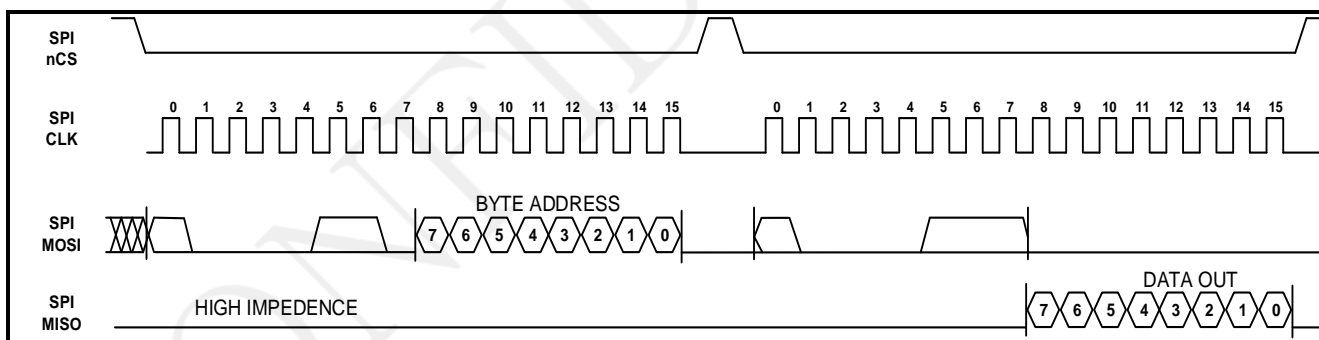 SPI
nCS
SPI
CLK
0 1 2 3 4 5 6 7 8 9 10 11 12 13 14 15 0 1 2 3 4 5 6 7 8 9 10 11 12 13 14 15
SPI
MOSI
BYTE ADDRESS
7 6 5 4 3 2 1 0
SPI
MISO
HIGH IMPEDENCE
DATA OUT
7 6 5 4 3 2 1 0